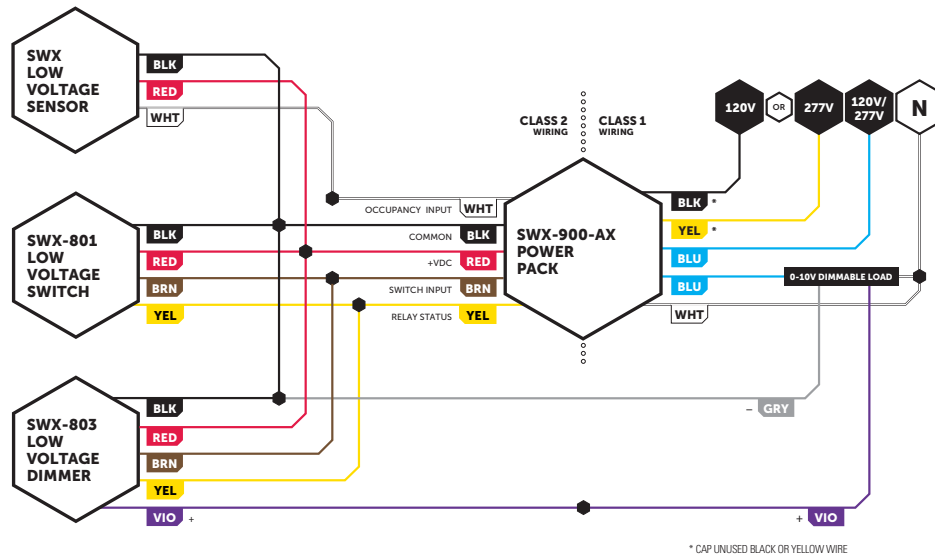 SWX
LOW
VOLTAGE
SENSOR
BLK
RED
WHT
CLASS 2
WIRING
CLASS 1
WIRING
120V
OR
277V
120V/
277V
N
OCCUPANCY INPUT
WHT
COMMON
BLK
+VDC
RED
SWITCH INPUT
BRN
RELAY STATUS
YEL
SWX-900-AX
POWER
PACK
BLK *
YEL *
BLU
BLU
WHT
0-10V DIMMABLE LOAD
SWX-801
LOW
VOLTAGE
SWITCH
BLK
RED
BRN
YEL
SWX-803
LOW
VOLTAGE
DIMMER
BLK
RED
BRN
YEL
VIO +
– GRY
+ VIO
* CAP UNUSED BLACK OR YELLOW WIRE